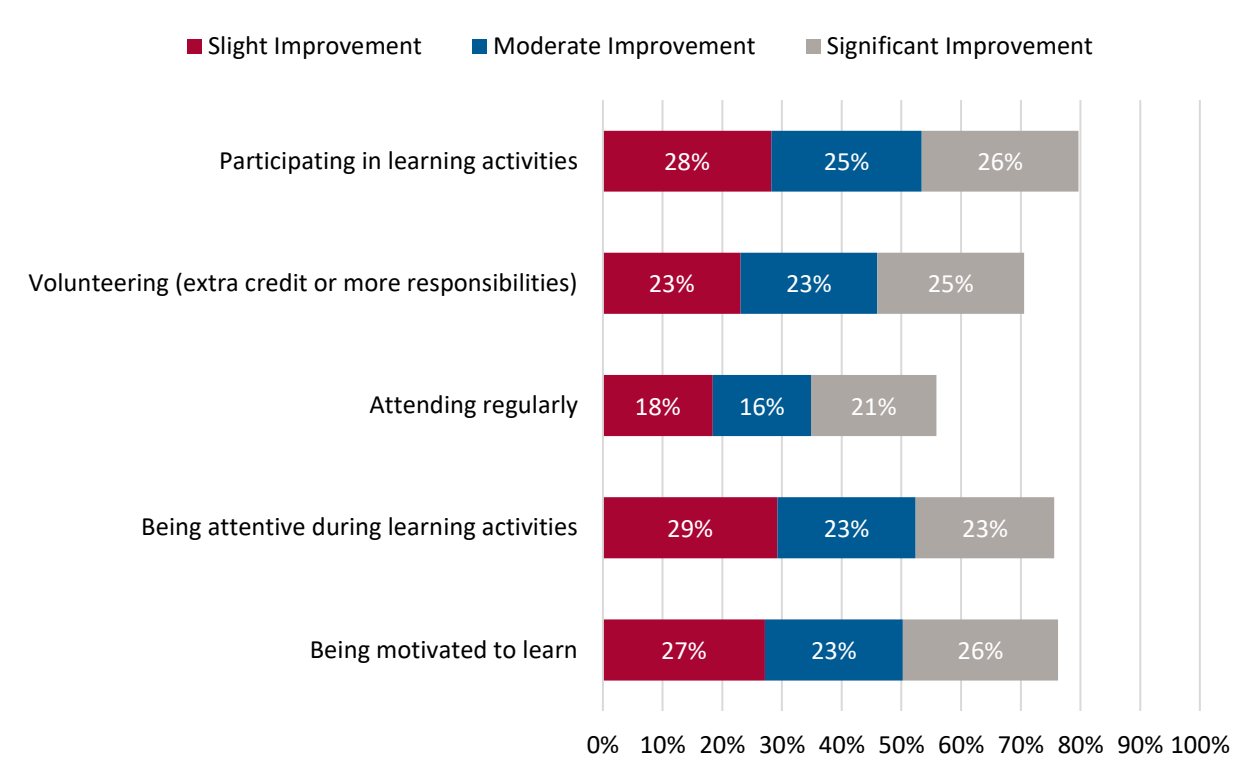 Slight Improvement Moderate Improvement Significant Improvement
Participating in learning activities 28% 25% 26%
Volunteering (extra credit or more responsibilities) 23% 23% 25%
Attending regularly 18% 16% 21%
Being attentive during learning activities 29% 23% 23%
Being motivated to learn 27% 23% 26%
0% 10% 20% 30% 40% 50% 60% 70% 80% 90% 100%